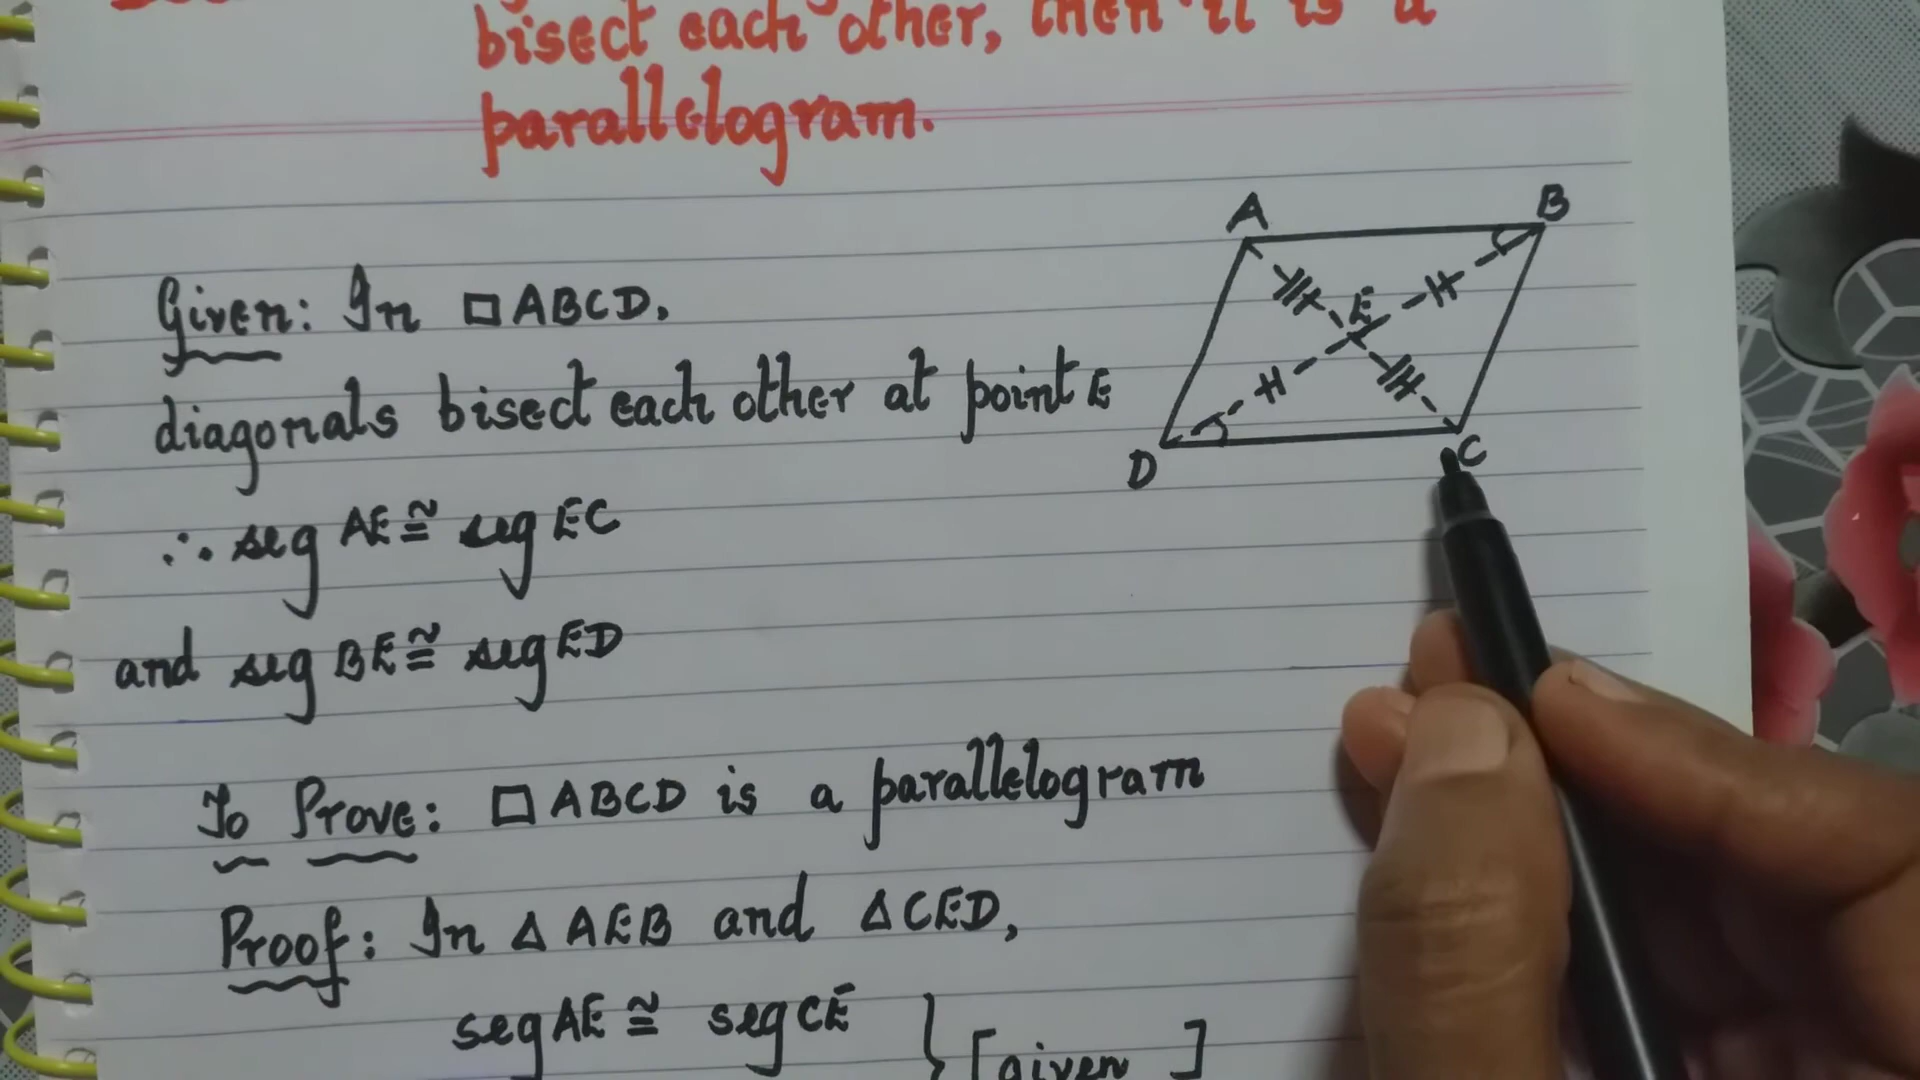 bisect each other, then it is a
parallelogram.
Given: In □ABCD,
diagonals bisect each other at point E
∴ seg AE ≅ seg EC
and seg BE ≅ seg ED
To Prove: □ABCD is a parallelogram
Proof: In △AEB and △CED,
seg AE ≅ seg CE } [given ]
A
B
E
D
C